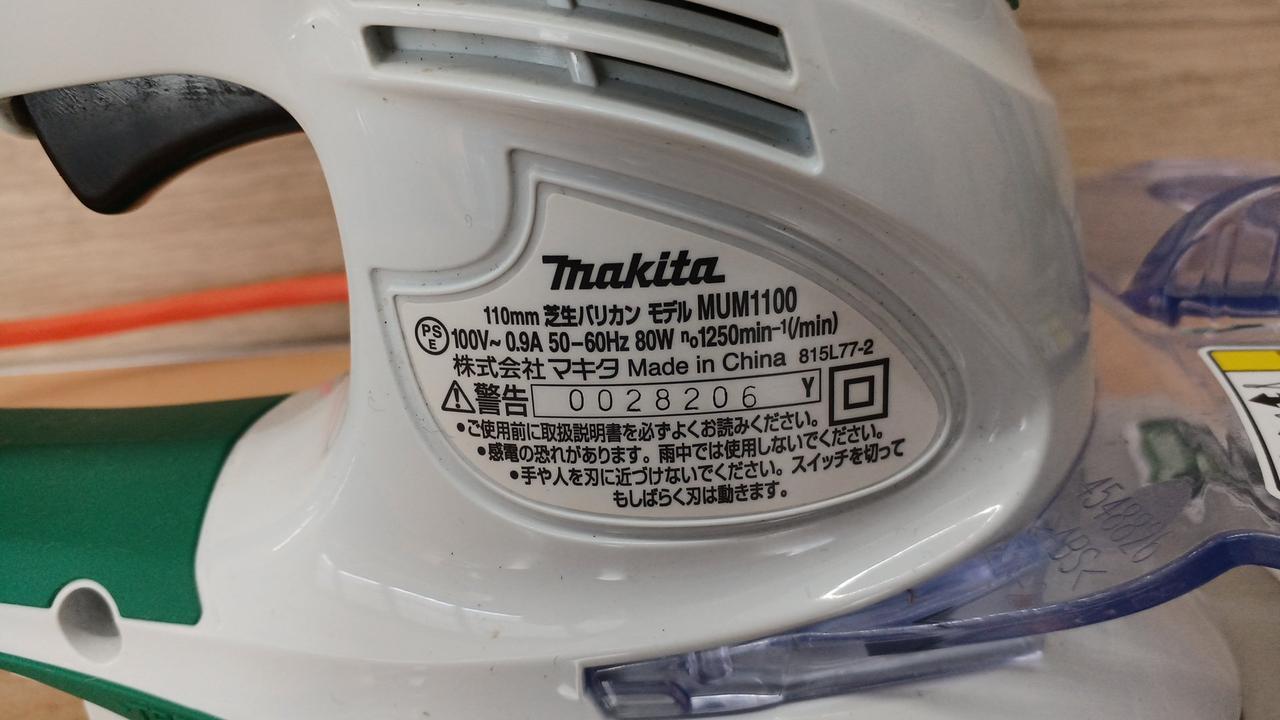 makita
110mm 芝生バリカン モデル MUM1100
PS E 100V~ 0.9A 50-60Hz 80W n₀1250min⁻¹(/min)
株式会社 マキタ Made in China 815L77-2
警告 0028206 Y
•ご使用前に取扱説明書を必ずよくお読みください。
•感電の恐れがあります。雨中では使用しないでください。
•手や人を刃に近づけないでください。スイッチを切って
もしばらく刃は動きます。
4548826
>ABS<